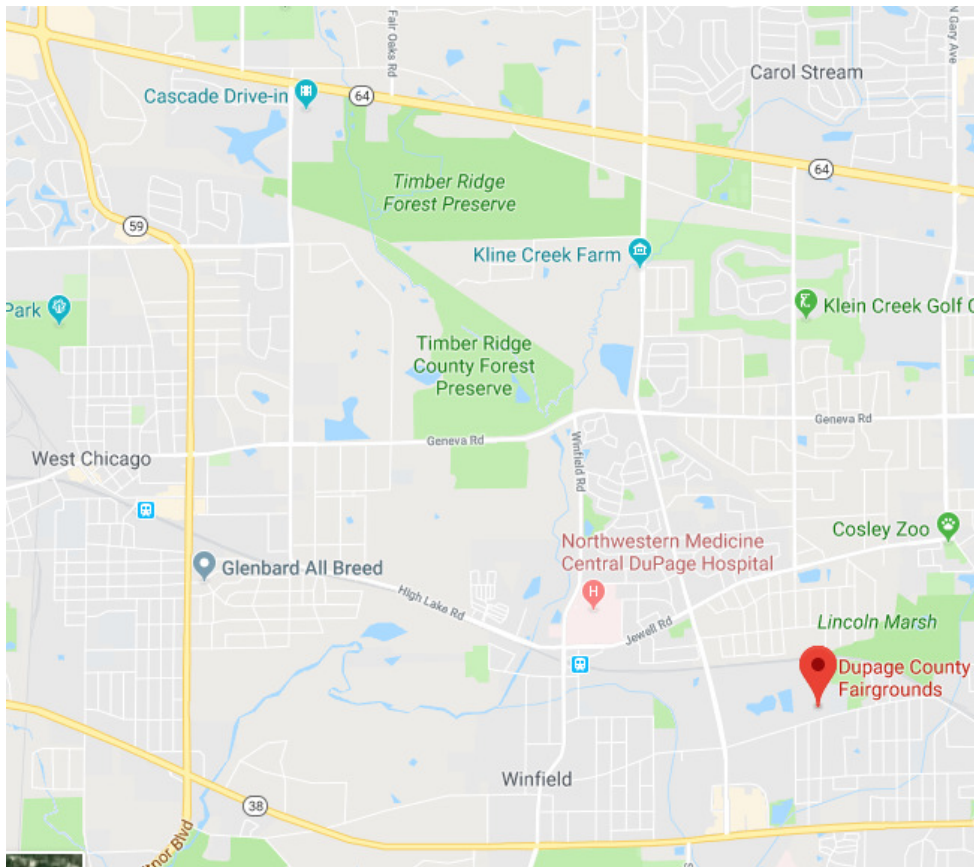 Fair Oaks Rd
N Gary Ave
Carol Stream
Cascade Drive-in
64
64
Timber Ridge
Forest Preserve
59
Kline Creek Farm
Park
Klein Creek Golf C
Timber Ridge
County Forest
Preserve
Geneva Rd
Geneva Rd
Winfield Rd
West Chicago
Cosley Zoo
Northwestern Medicine
Central DuPage Hospital
H
Glenbard All Breed
High Lake Rd
Jewell Rd
Lincoln Marsh
Dupage County
Fairgrounds
Winfield
38